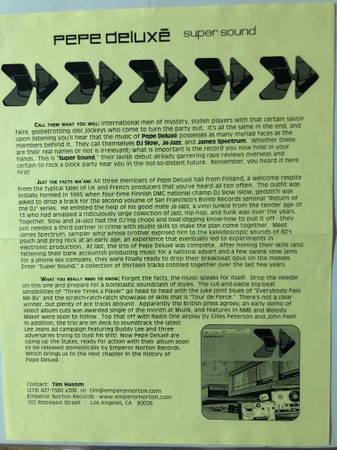 PEPE DELUXÉ super sound
CALL THEM WHAT YOU WILL: International men of mystery, stylish players with that certain savoir
faire, globetrotting disc jockeys who come to turn the party out. It's all the same in the end, and
upon listening you'll hear that the music of Pepe Deluxé possesses as many myriad faces as the
members behind it. They call themselves DJ Slow, Ja-Jazz, and James Spectrum. Whether these
are their real names or not is irrelevant; what is important is the record you now hold in your
hands. This is "Super Sound," their lavish debut already garnering rave reviews overseas and
certain to rock a block party near you in the not-so-distant future. Remember, you heard it here
First!
JUST THE FACTS MA'AM: All three members of Pepe Deluxé hail from Finland, a welcome respite
from the typical tales of UK and French producers that you've heard all too often. The outfit was
initially formed in 1995 when four-time Finnish DMC national champ DJ Slow (slow, geddit?) was
asked to drop a track for the second volume of San Francisco's Bomb Records seminal "Return of
the DJ" series. He enlisted the help of his good mate Ja-Jazz, a vinyl junkie from the tender age of
13 who had amassed a ridiculously large collection of jazz, hip-hop, and funk wax over the years.
Together, Slow and Ja-Jazz had the DJ'ing chops and beat-digging know-how to pull it off - they
just needed a third partner in crime with studio skills to make the plan come together. Meet
James Spectrum, sampler whiz whose brother exposed him to the kaleidoscopic sounds of 60's
psych and prog rock at an early age, an experience that eventually led to experiments in
electronic production. At last, the trio of Pepe Deluxé was complete. After honing their skills (and
fattening their bank accounts) producing music for a national advert and a few swank slow jams
for a phone sex company, they were finally ready to drop their breakbeat opus on the masses.
Enter "Super Sound," a collection of thirteen tracks cobbled together over the last few years.
WHAT YOU REALLY NEED TO KNOW: Forget the facts, the music speaks for itself. Drop the needle
on this one and prepare for a bombastic soundclash of styles. The cut-and-paste big-beat
sensibilities of "Three Times A Player" go head to head with the juke joint blues of "Everybody Pass
Me By" and the scratch-ratch-ratch showcase of skills that is "Tour de Force." There's not a clear
winner, but plenty of ace tracks abound. Apparently the British press agrees; an early demo of
select album cuts was awarded single of the month at Muzik, and features in NME and Melody
Maker were soon to follow. Top that off with Radio One airplay by Gilles Peterson and John Peel!
In addition, the trio are on deck to soundtrack the latest
Lee Jeans ad campaign featuring Buddy Lee and three
adversaries trying to bust his shit! Now Pepe Deluxé are
sizing up the States, ready for action with their album soon
to be released domestically by Emperor Norton Records.
Which brings us to the next chapter in the history of
Pepe Deluxé . . .
Contact: Tim Husom
(213) 427-1580 x206 or tim@emperornorton.com
Emperor Norton Records · www.emperornorton.com
102 Robinson Street · Los Angeles, CA 90026
PEPE DELUXÉ